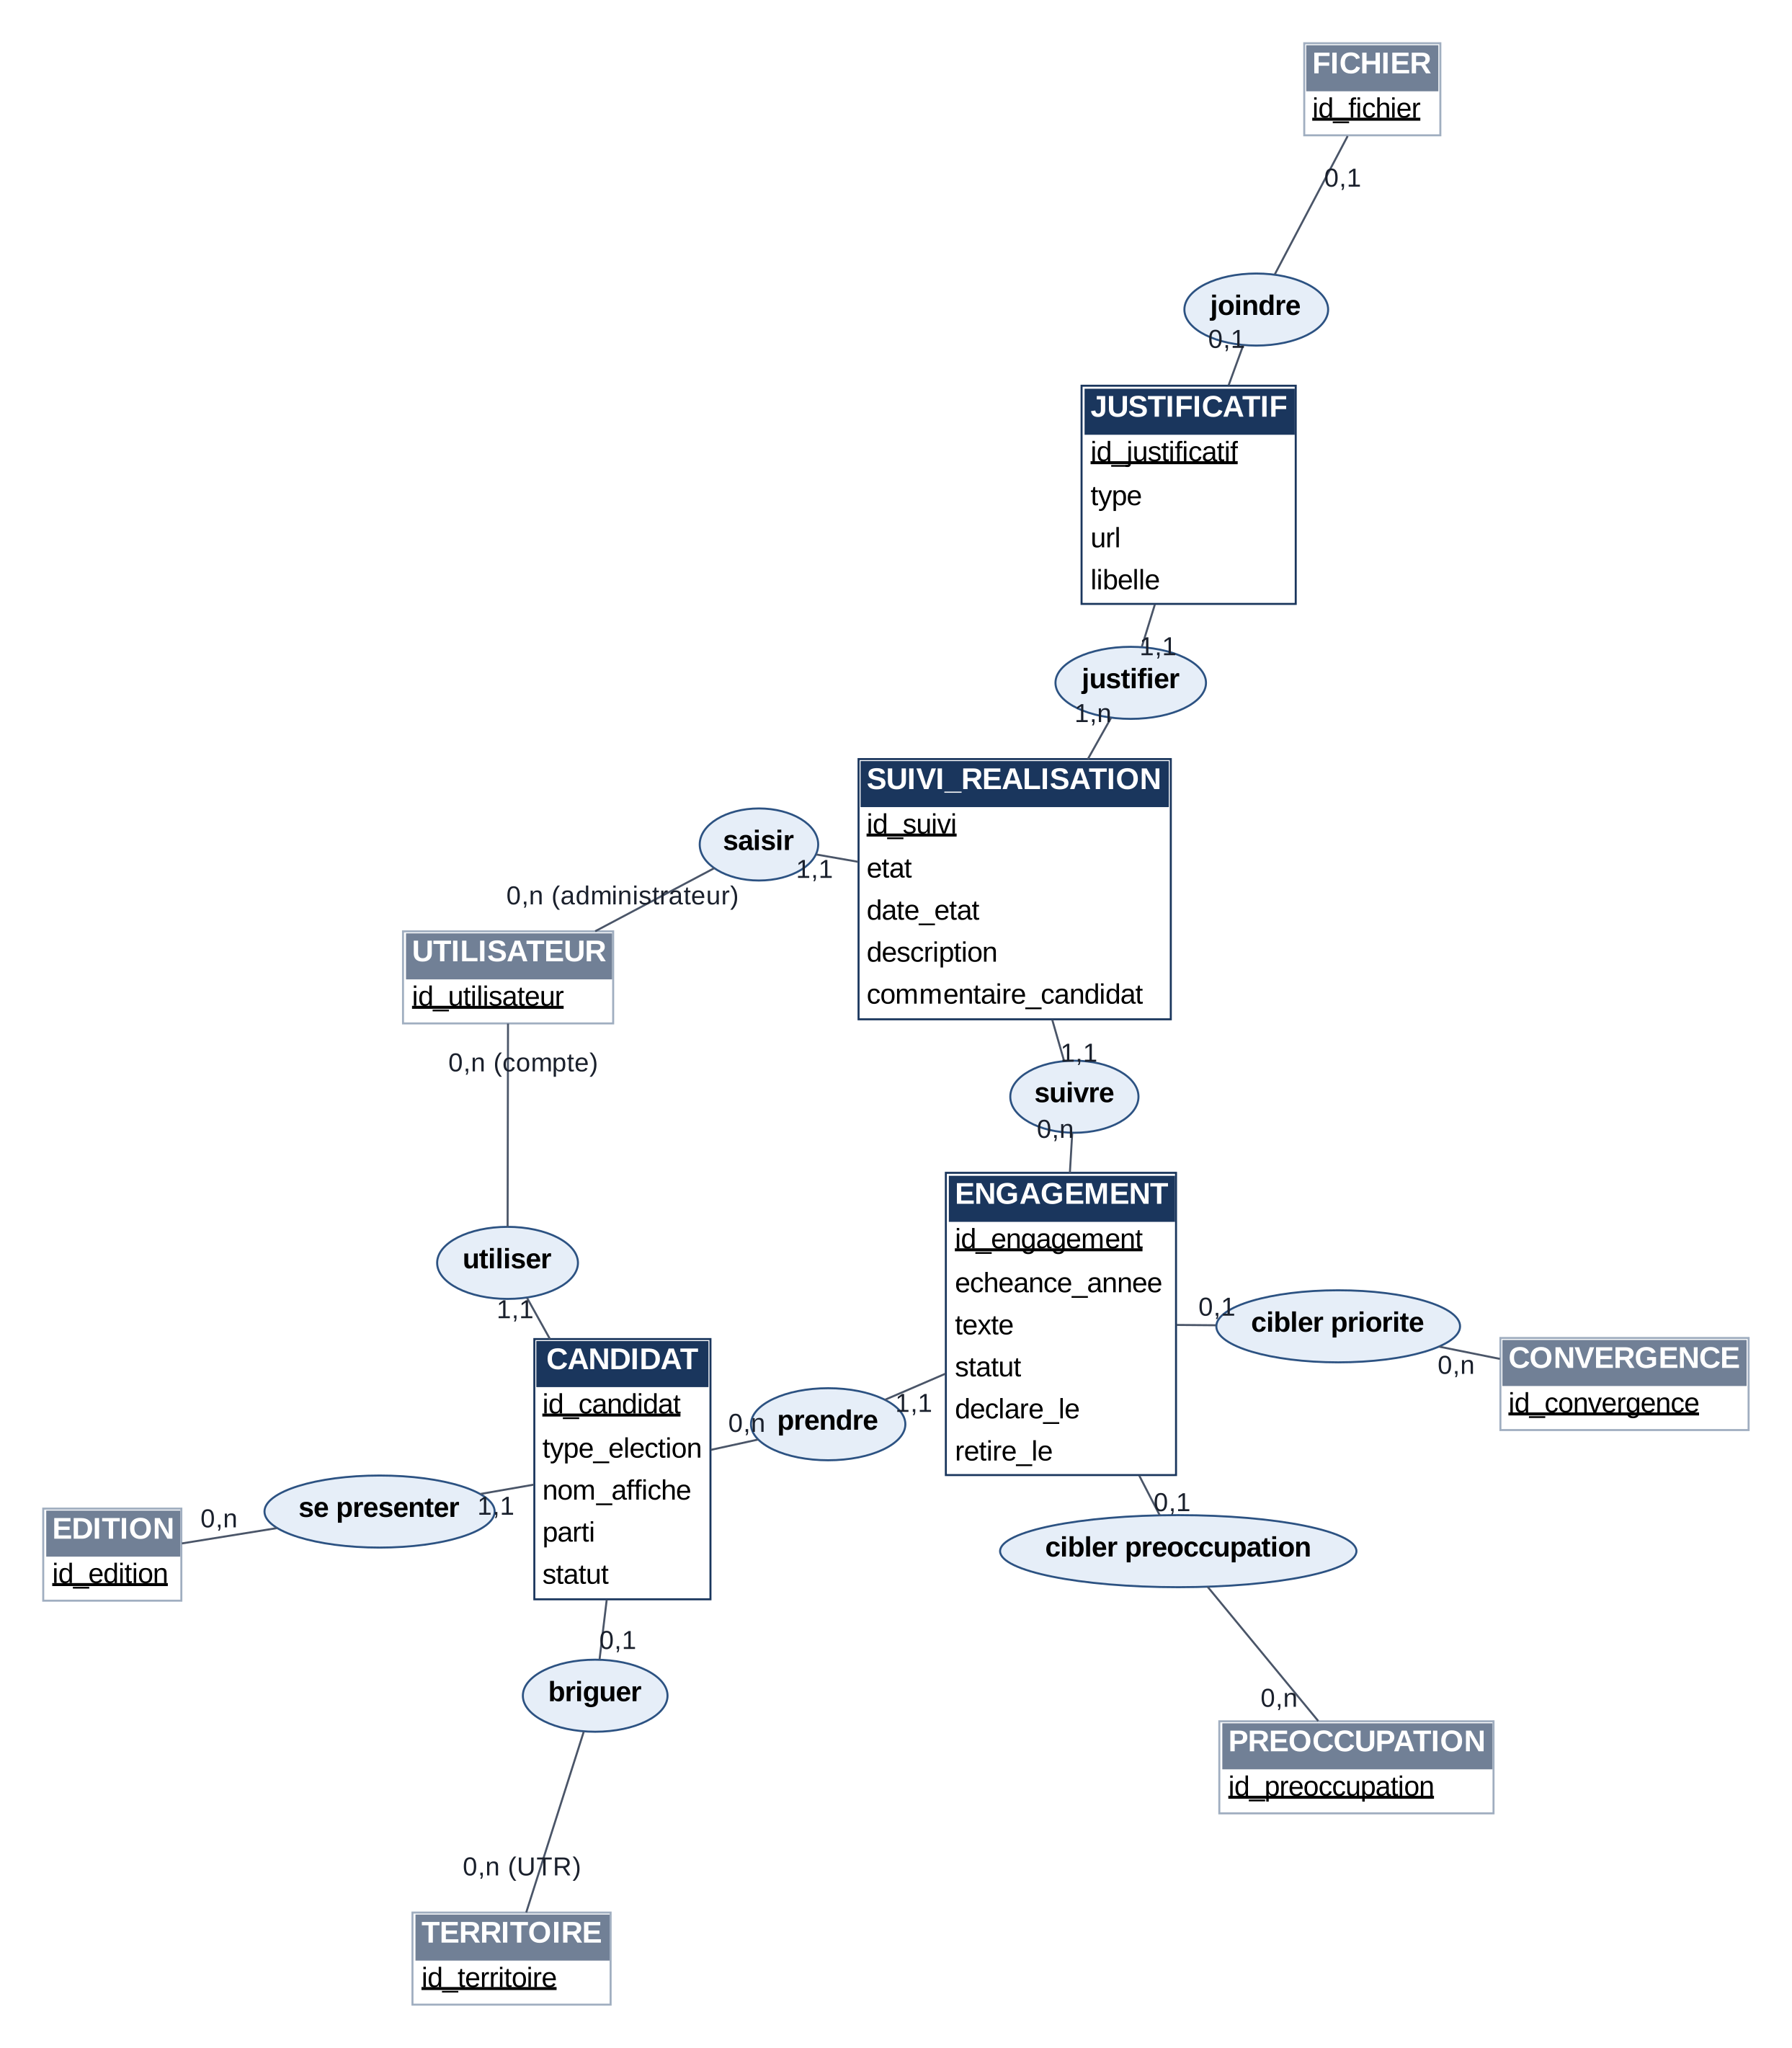 FICHIER
id_fichier
0,1
joindre
0,1
JUSTIFICATIF
id_justificatif
type
url
libelle
1,1
justifier
1,n
SUIVI_REALISATION
id_suivi
etat
date_etat
description
commentaire_candidat
saisir
1,1
0,n (administrateur)
UTILISATEUR
id_utilisateur
0,n (compte)
1,1
suivre
0,n
ENGAGEMENT
id_engagement
echeance_annee
texte
statut
declare_le
retire_le
utiliser
1,1
CANDIDAT
id_candidat
type_election
nom_affiche
parti
statut
0,n
prendre
1,1
0,1
cibler priorite
0,n
CONVERGENCE
id_convergence
EDITION
id_edition
0,n
se presenter
1,1
0,1
cibler preoccupation
0,n
PREOCCUPATION
id_preoccupation
0,1
briguer
0,n (UTR)
TERRITOIRE
id_territoire